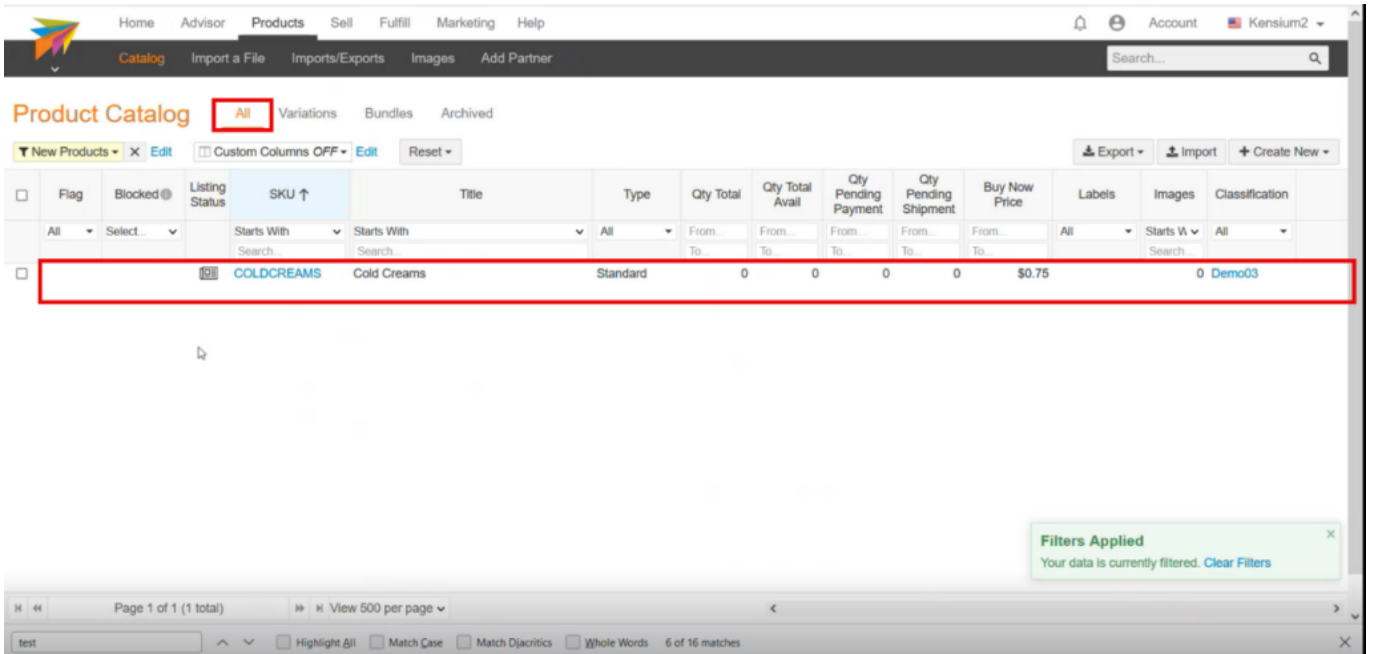 Home Advisor Products Sell Fulfill Marketing Help Account Kensium2
Catalog Import a File Imports/Exports Images Add Partner Search...
Product Catalog All Variations Bundles Archived
New Products Edit Custom Columns OFF Edit Reset Export Import Create New
Flag Blocked Listing Status SKU Title Type Qty Total Qty Total Avail Qty Pending Payment Qty Pending Shipment Buy Now Price Labels Images Classification
All Select... Starts With Starts With All From... From... From... From... From... All Starts W All
Search... Search... To... To... To... To... To... Search...
COLDCREAMS Cold Creams Standard 0 0 0 0 $0.75 0 Demo03
Filters Applied
Your data is currently filtered. Clear Filters
Page 1 of 1 (1 total) View 500 per page
test Highlight All Match Case Match Diacritics Whole Words 6 of 16 matches